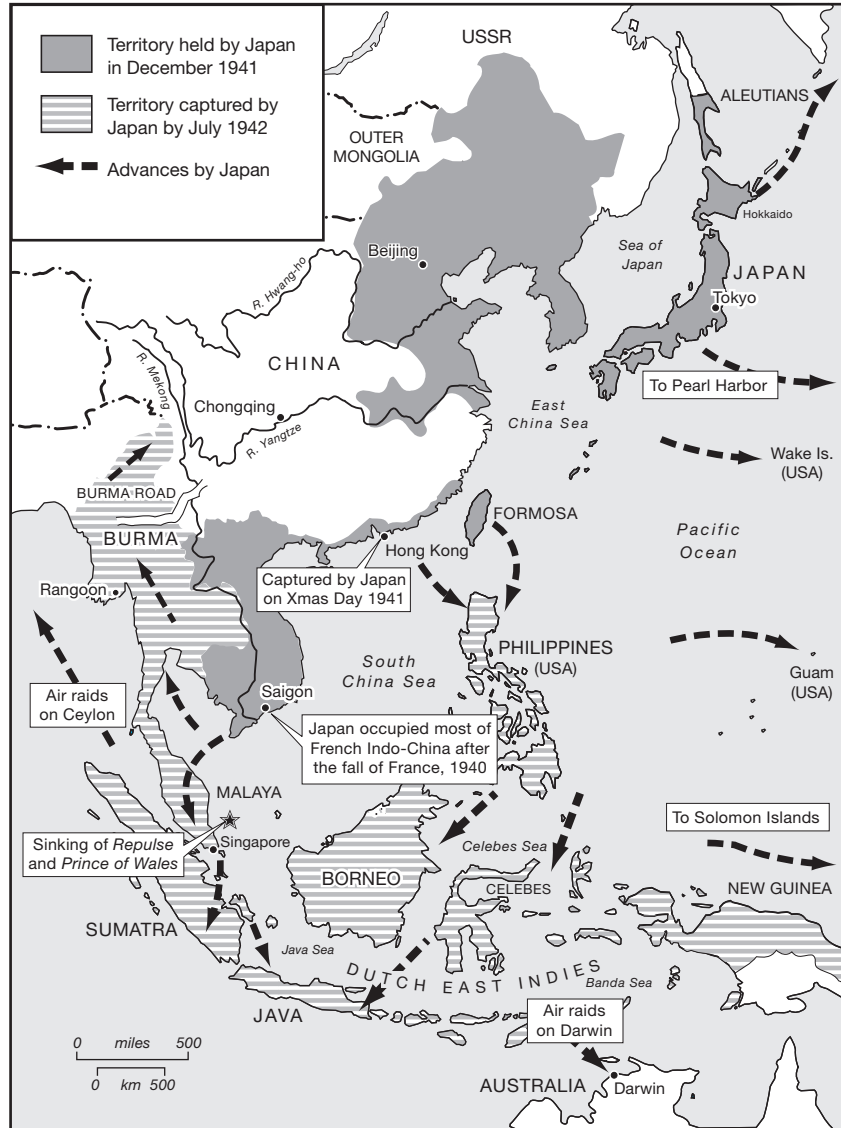 Territory held by Japan
in December 1941
Territory captured by
Japan by July 1942
Advances by Japan
USSR
ALEUTIANS
OUTER
MONGOLIA
Hokkaido
Beijing
Sea of
Japan
JAPAN
R. Hwang-ho
Tokyo
CHINA
To Pearl Harbor
R. Mekong
Chongqing
East
China Sea
R. Yangtze
Wake Is.
(USA)
BURMA ROAD
FORMOSA
Pacific
Ocean
BURMA
Hong Kong
Captured by Japan
on Xmas Day 1941
Rangoon
PHILIPPINES
(USA)
South
China Sea
Guam
(USA)
Air raids
on Ceylon
Saigon
Japan occupied most of
French Indo-China after
the fall of France, 1940
MALAYA
To Solomon Islands
Sinking of Repulse
and Prince of Wales
Singapore
Celebes Sea
BORNEO
CELEBES
NEW GUINEA
SUMATRA
Java Sea
DUTCH EAST INDIES
Banda Sea
JAVA
Air raids
on Darwin
0 miles 500
0 km 500
AUSTRALIA
Darwin